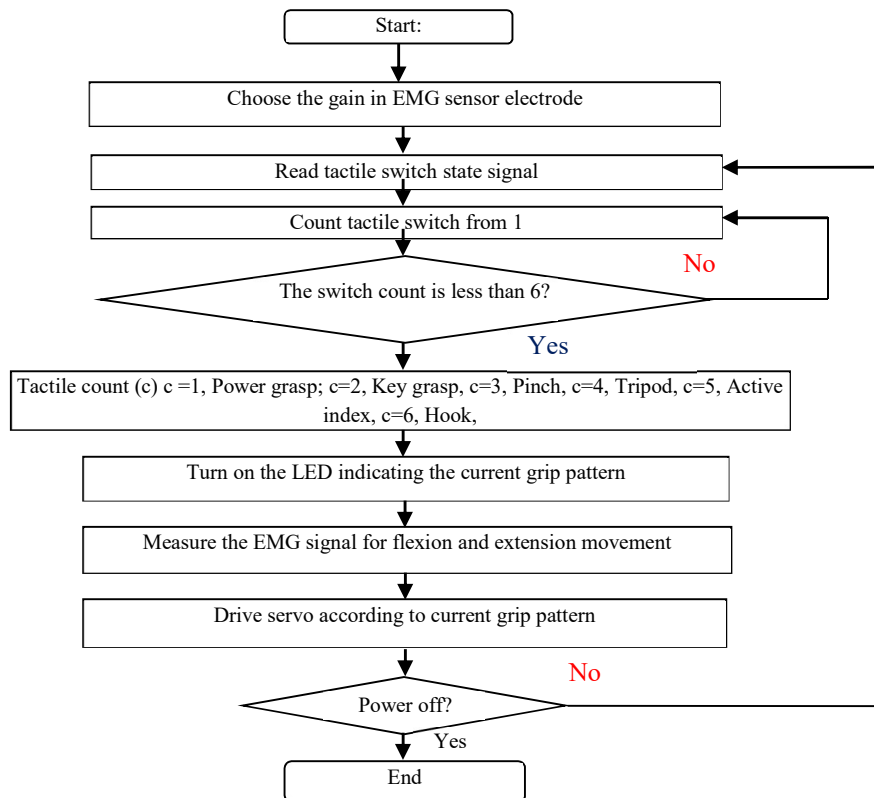 Start:
Choose the gain in EMG sensor electrode
Read tactile switch state signal
Count tactile switch from 1
No
The switch count is less than 6?
Yes
Tactile count (c) c =1, Power grasp; c=2, Key grasp, c=3, Pinch, c=4, Tripod, c=5, Active
index, c=6, Hook,
Turn on the LED indicating the current grip pattern
Measure the EMG signal for flexion and extension movement
Drive servo according to current grip pattern
No
Power off?
Yes
End